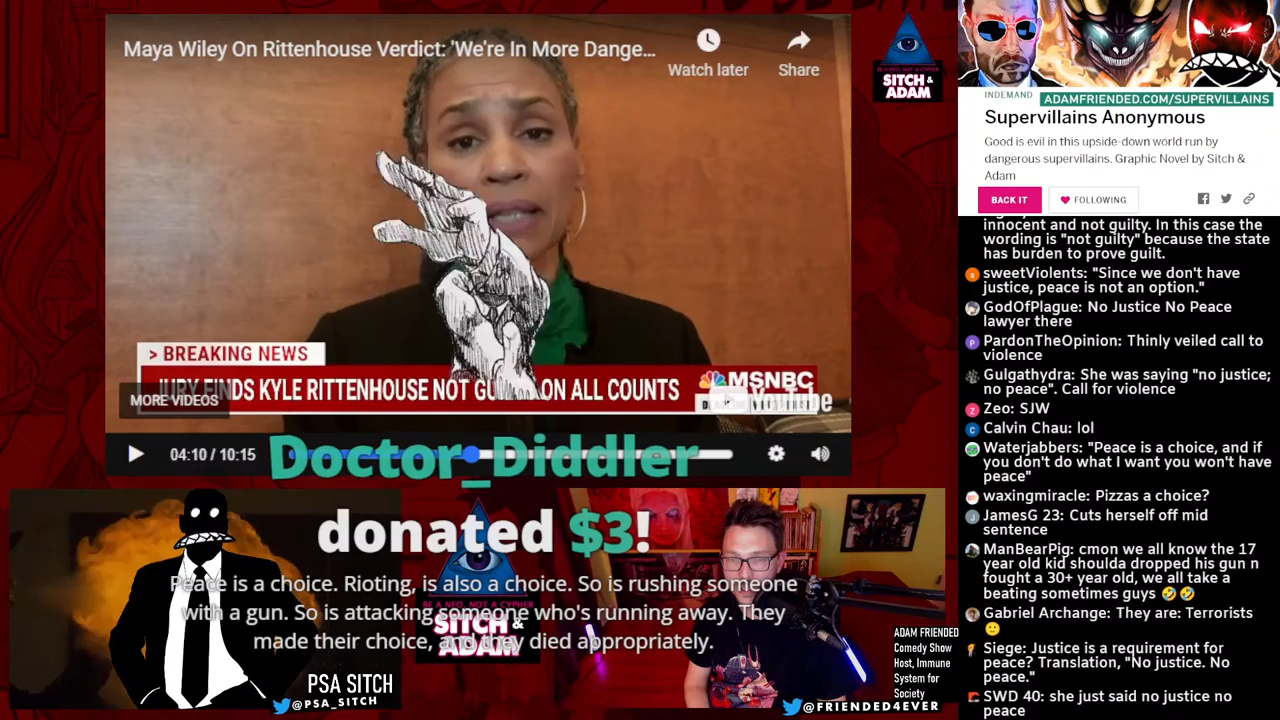 Maya Wiley On Rittenhouse Verdict: 'We're In More Dange...
Watch later
Share
BE A NEO, NOT A CYPHER
SITCH &
ADAM
> BREAKING NEWS
JURY FINDS KYLE RITTENHOUSE NOT GU ON ALL COUNTS
MSNBC
YouTube
MORE VIDEOS
04:10 / 10:15
Doctor_Diddler
donated $3!
Peace is a choice. Rioting, is also a choice. So is rushing someone
with a gun. So is attacking someone who's running away. They
made their choice, and they died appropriately.
BE A NEO, NOT A CYPHER
SITCH &
ADAM
PSA SITCH
@PSA_SITCH
ADAM FRIENDED
Comedy Show
Host, Immune
System for
Society
@FRIENDED4EVER
INDEMAND
ADAMFRIENDED.COM/SUPERVILLAINS
Supervillains Anonymous
Good is evil in this upside-down world run by
dangerous supervillains. Graphic Novel by Sitch &
Adam
BACK IT
FOLLOWING
innocent and not guilty. In this case the
wording is "not guilty" because the state
has burden to prove guilt.
sweetViolents: "Since we don't have
justice, peace is not an option."
GodOfPlague: No Justice No Peace
lawyer there
PardonTheOpinion: Thinly veiled call to
violence
Gulgathydra: She was saying "no justice;
no peace". Call for violence
Zeo: SJW
Calvin Chau: lol
Waterjabbers: "Peace is a choice, and if
you don't do what I want you won't have
peace"
waxingmiracle: Pizzas a choice?
JamesG 23: Cuts herself off mid
sentence
ManBearPig: cmon we all know the 17
year old kid shoulda dropped his gun n
fought a 30+ year old, we all take a
beating sometimes guys 🤣🤣
Gabriel Archange: They are: Terrorists
🙂
Siege: Justice is a requirement for
peace? Translation, "No justice. No
peace."
SWD 40: she just said no justice no
peace